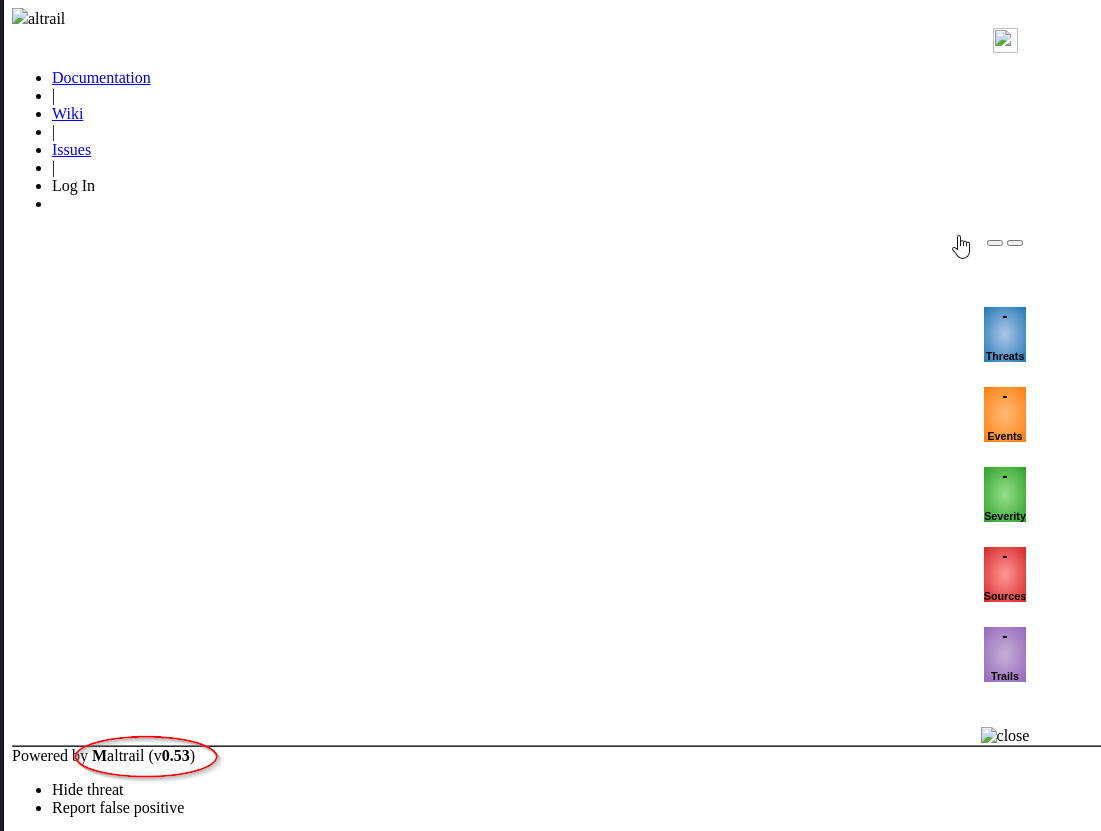 altrail
Documentation
|
Wiki
|
Issues
|
Log In
-
Threats
-
Events
-
Severity
-
Sources
-
Trails
close
Powered by Maltrail (v0.53)
Hide threat
Report false positive